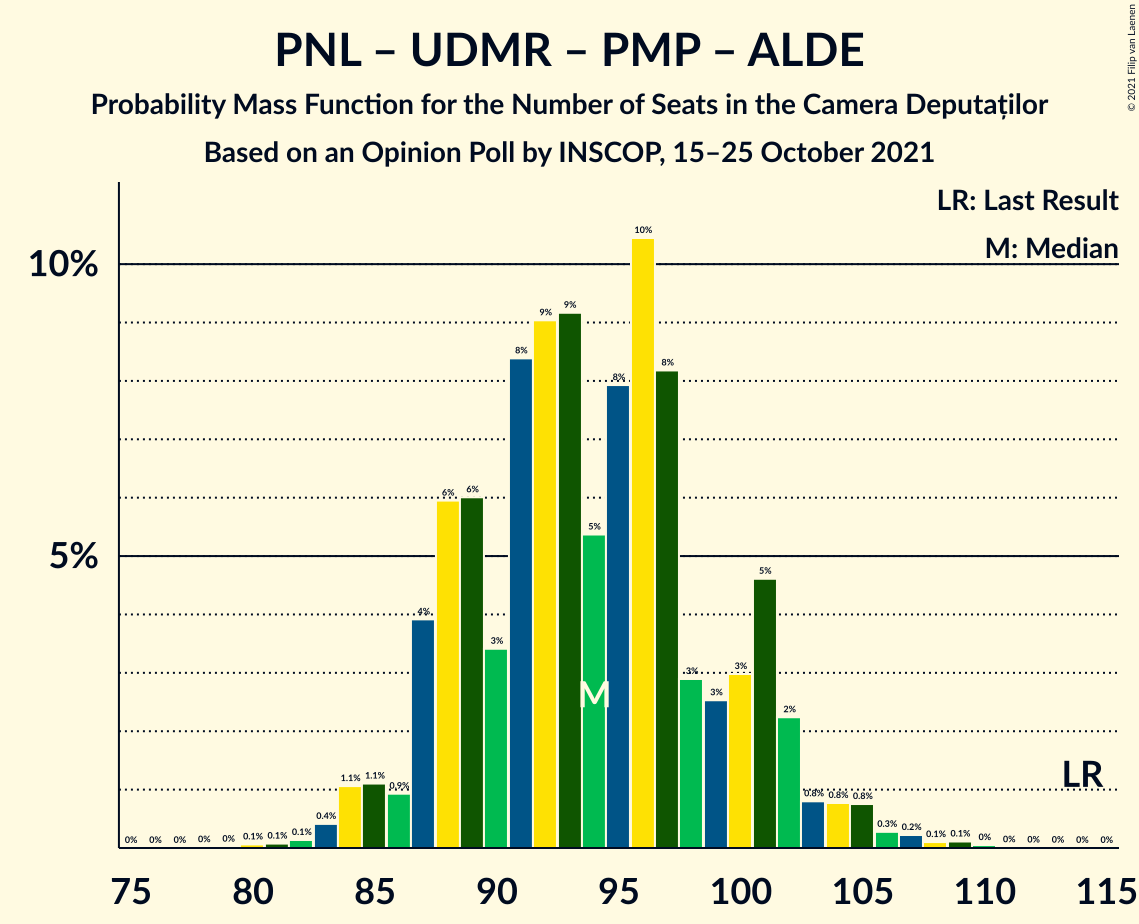 PNL – UDMR – PMP – ALDE
Probability Mass Function for the Number of Seats in the Camera Deputaților
Based on an Opinion Poll by INSCOP, 15–25 October 2021
© 2021 Filip van Laenen
LR: Last Result
M: Median
10%
5%
0% 0% 0% 0% 0% 0.1% 0.1% 0.1% 0.4% 1.1% 1.1% 0.9% 4% 6% 6% 3% 8% 9% 9% 5% 8% 10% 8% 3% 3% 3% 5% 2% 0.8% 0.8% 0.8% 0.3% 0.2% 0.1% 0.1% 0% 0% 0% 0% 0% 0%
M
LR
75 80 85 90 95 100 105 110 115